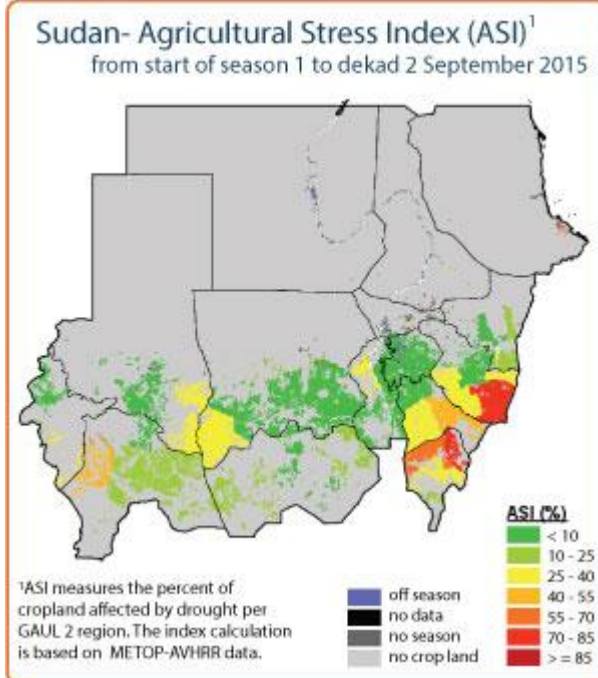 Sudan- Agricultural Stress Index (ASI)¹
from start of season 1 to dekad 2 September 2015
¹ASI measures the percent of
cropland affected by drought per
GAUL 2 region. The index calculation
is based on METOP-AVHRR data.
off season
no data
no season
no crop land
ASI (%)
< 10
10 - 25
25 - 40
40 - 55
55 - 70
70 - 85
> = 85